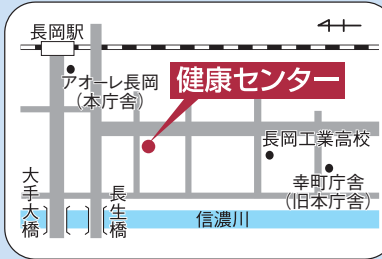 長岡駅
アオーレ長岡
(本庁舎)
健康センター
長岡工業高校
幸町庁舎
(旧本庁舎)
大手大橋
長生橋
信濃川